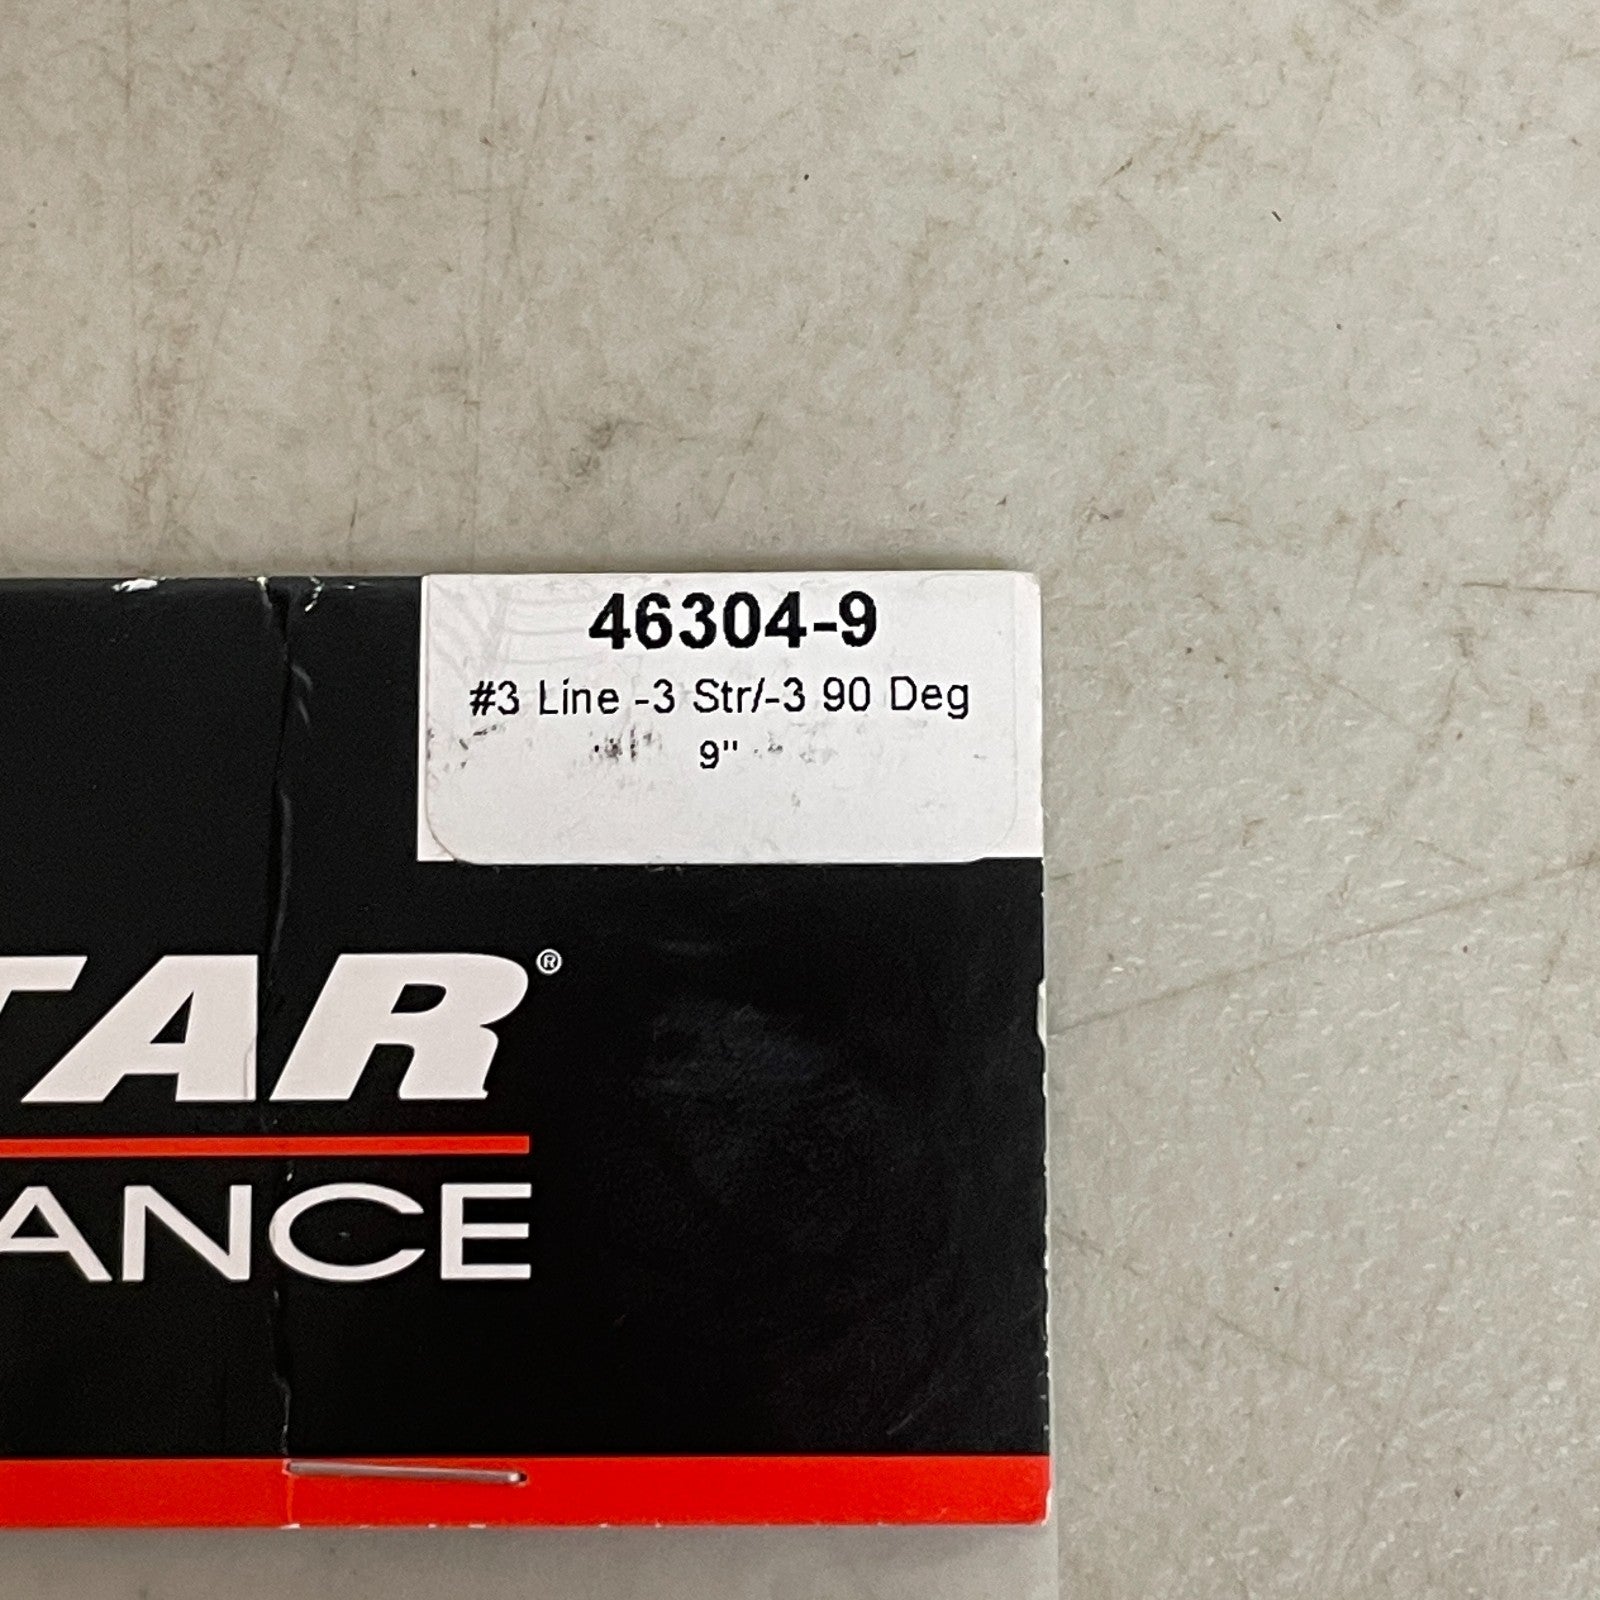 46304-9
#3 Line -3 Str/-3 90 Deg
9"
TAR®
ANCE